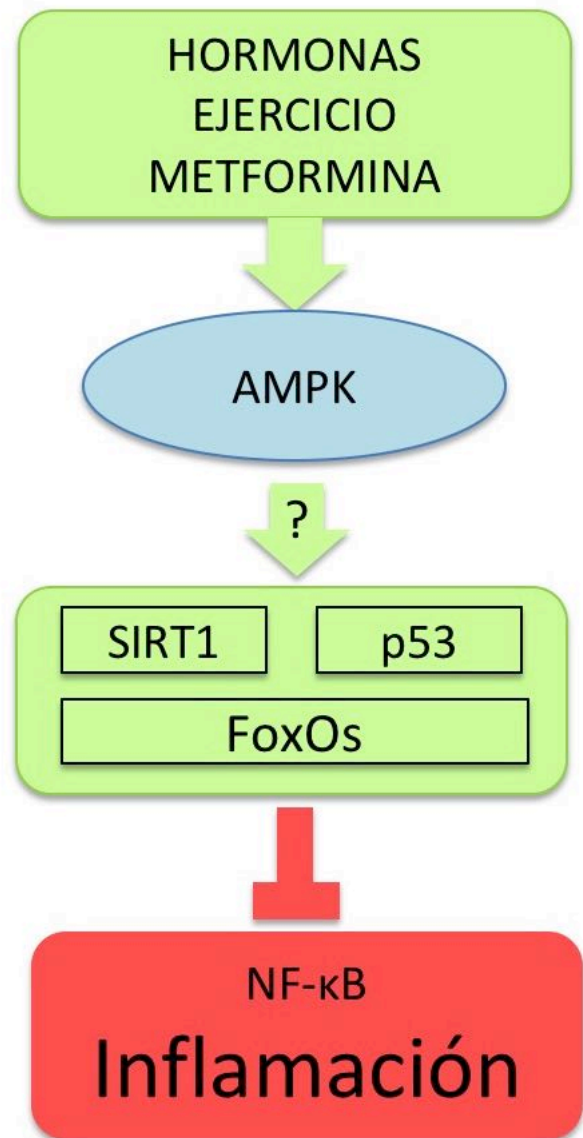 HORMONAS
EJERCICIO
METFORMINA
AMPK
?
SIRT1
p53
FoxOs
NF-κB
Inflamación